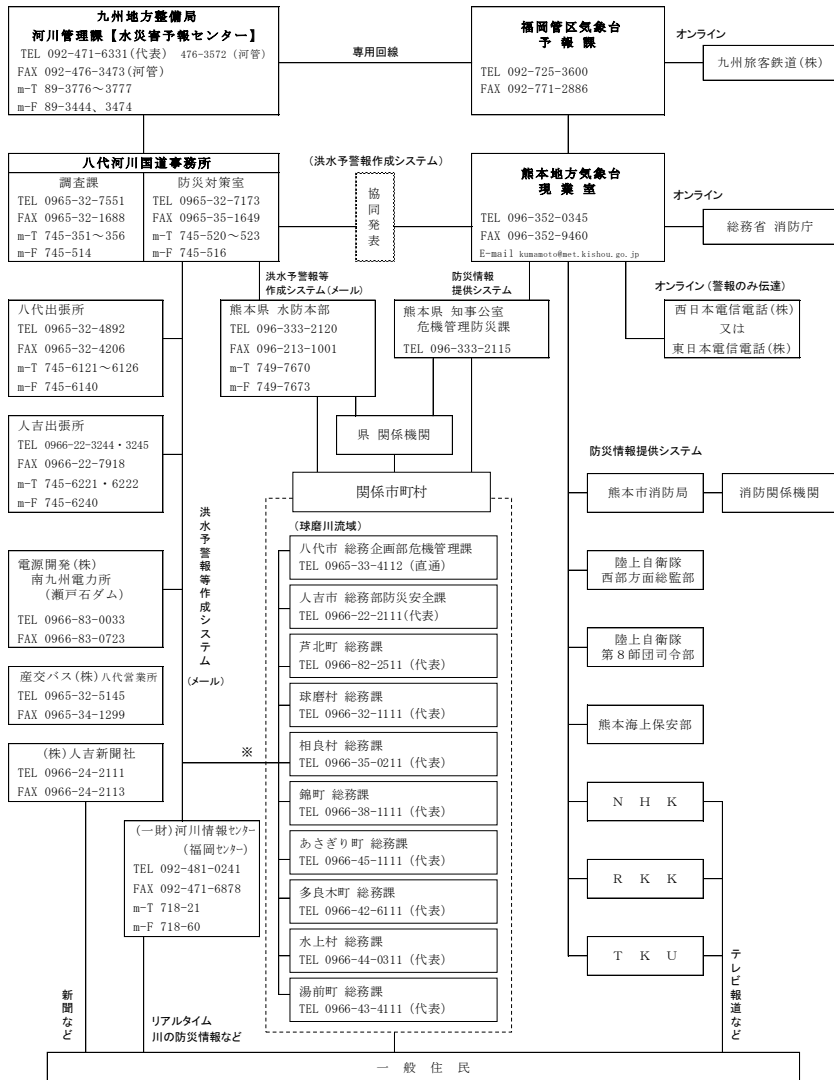 九州地方整備局
河川管理課【水災害予報センター】
TEL 092-471-6331(代表) 476-3572 (河管)
FAX 092-476-3473(河管)
m-T 89-3776～3777
m-F 89-3444、3474
専用回線
福岡管区気象台
予報課
TEL 092-725-3600
FAX 092-771-2886
オンライン
九州旅客鉄道(株)
八代河川国道事務所
調査課
TEL 0965-32-7551
FAX 0965-32-1688
m-T 745-351～356
m-F 745-514
防災対策室
TEL 0965-32-7173
FAX 0965-35-1649
m-T 745-520～523
m-F 745-516
(洪水予警報作成システム)
協同発表
熊本地方気象台
現業室
TEL 096-352-0345
FAX 096-352-9460
E-mail kumamoto@met.kishou.go.jp
オンライン
総務省 消防庁
洪水予警報等
作成システム(メール)
防災情報
提供システム
オンライン(警報のみ伝達)
八代出張所
TEL 0965-32-4892
FAX 0965-32-4206
m-T 745-6121～6126
m-F 745-6140
熊本県 水防本部
TEL 096-333-2120
FAX 096-213-1001
m-T 749-7670
m-F 749-7673
熊本県 知事公室
危機管理防災課
TEL 096-333-2115
西日本電信電話(株)
又は
東日本電信電話(株)
人吉出張所
TEL 0966-22-3244・3245
FAX 0966-22-7918
m-T 745-6221・6222
m-F 745-6240
県 関係機関
関係市町村
防災情報提供システム
熊本市消防局
消防関係機関
洪水予警報等作成システム
(メール)
(球磨川流域)
八代市 総務企画部危機管理課
TEL 0965-33-4112 (直通)
人吉市 総務部防災安全課
TEL 0966-22-2111(代表)
芦北町 総務課
TEL 0966-82-2511 (代表)
球磨村 総務課
TEL 0966-32-1111 (代表)
相良村 総務課
TEL 0966-35-0211 (代表)
錦町 総務課
TEL 0966-38-1111 (代表)
あさぎり町 総務課
TEL 0966-45-1111 (代表)
多良木町 総務課
TEL 0966-42-6111 (代表)
水上村 総務課
TEL 0966-44-0311 (代表)
湯前町 総務課
TEL 0966-43-4111 (代表)
電源開発(株)
南九州電力所
(瀬戸石ダム)
TEL 0966-83-0033
FAX 0966-83-0723
産交バス(株)八代営業所
TEL 0965-32-5145
FAX 0965-34-1299
(株)人吉新聞社
TEL 0966-24-2111
FAX 0966-24-2113
※
(一財)河川情報センター
(福岡センター)
TEL 092-481-0241
FAX 092-471-6878
m-T 718-21
m-F 718-60
陸上自衛隊
西部方面総監部
陸上自衛隊
第８師団司令部
熊本海上保安部
ＮＨＫ
ＲＫＫ
ＴＫＵ
新聞など
リアルタイム
川の防災情報など
テレビ報道など
一般住民